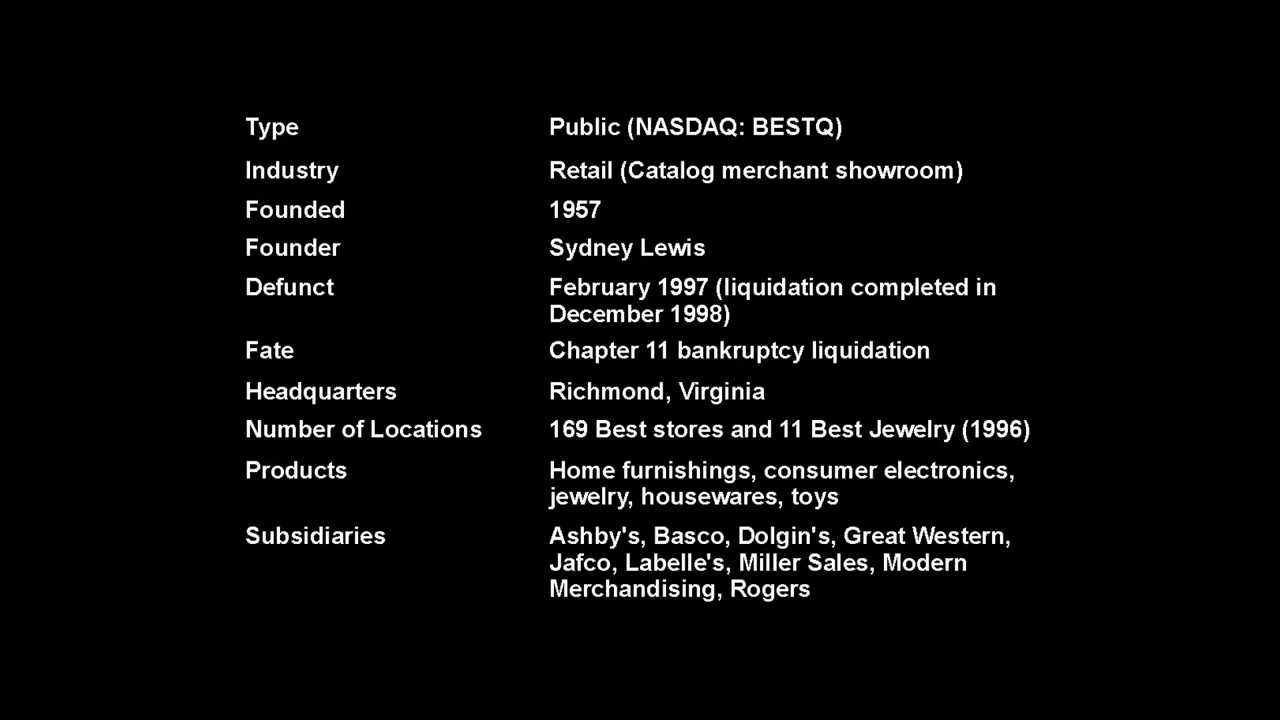 Type Public (NASDAQ: BESTQ)
Industry Retail (Catalog merchant showroom)
Founded 1957
Founder Sydney Lewis
Defunct February 1997 (liquidation completed in
December 1998)
Fate Chapter 11 bankruptcy liquidation
Headquarters Richmond, Virginia
Number of Locations 169 Best stores and 11 Best Jewelry (1996)
Products Home furnishings, consumer electronics,
jewelry, housewares, toys
Subsidiaries Ashby's, Basco, Dolgin's, Great Western,
Jafco, Labelle's, Miller Sales, Modern
Merchandising, Rogers